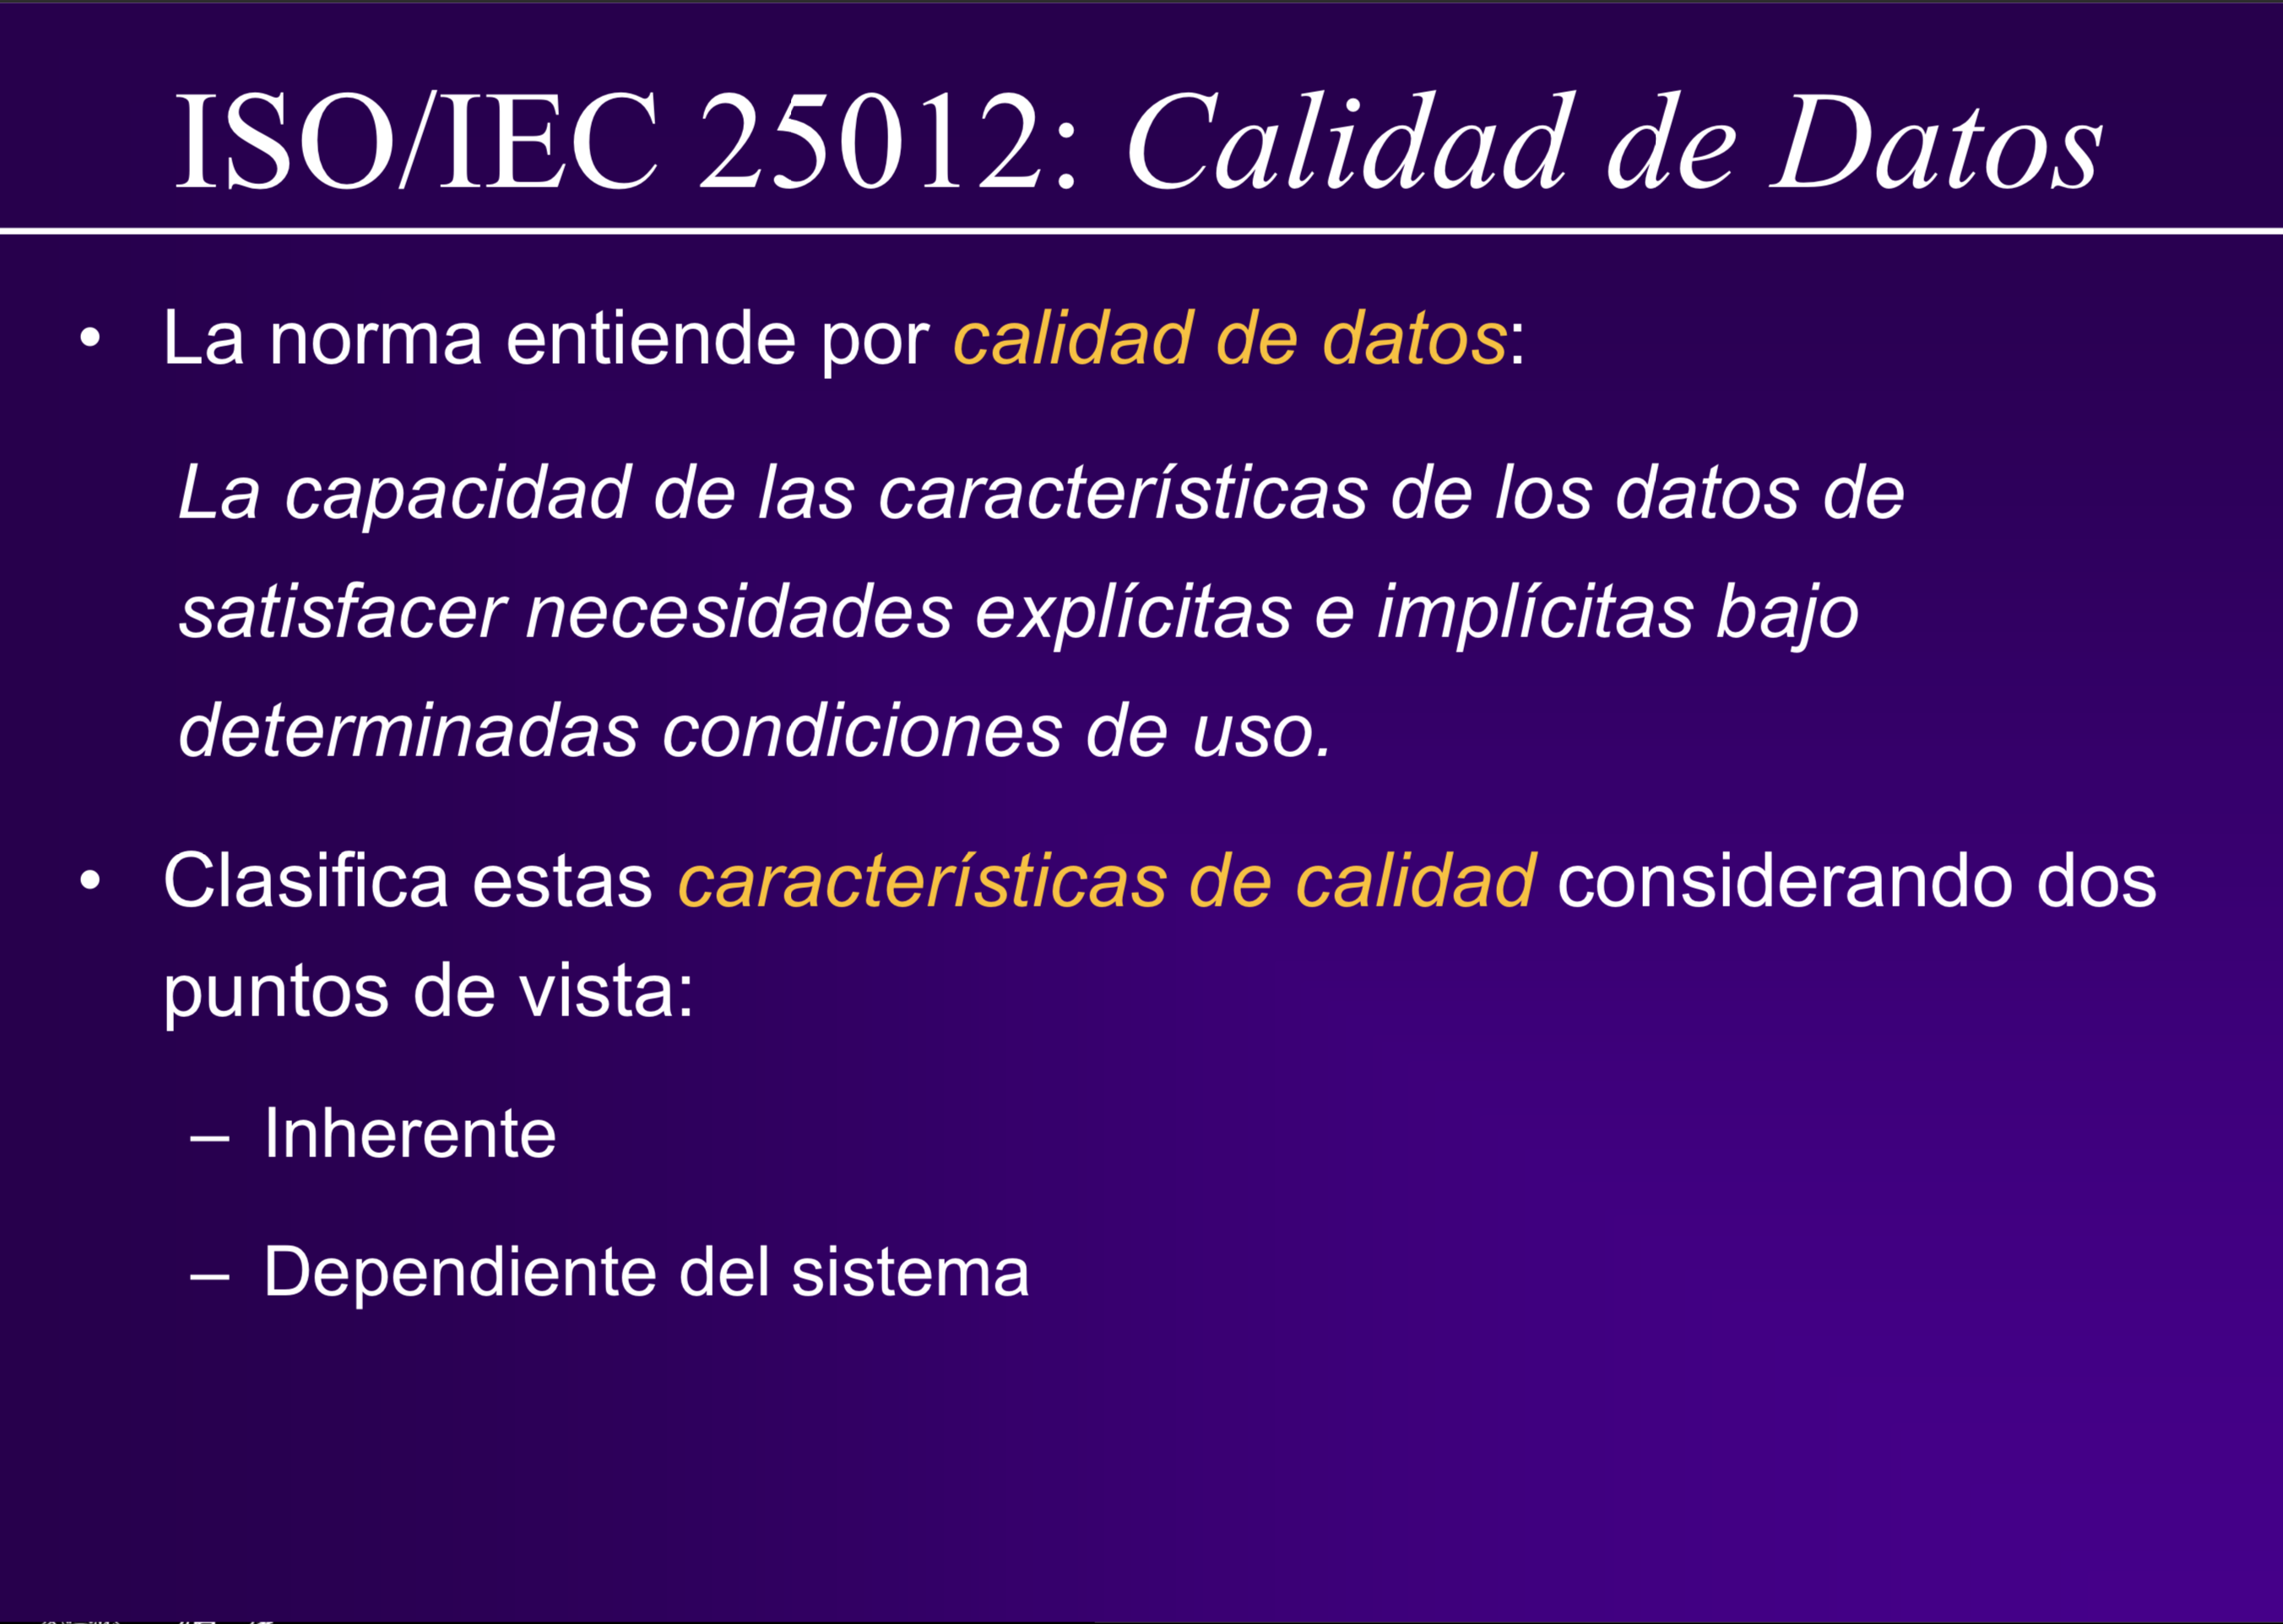 ISO/IEC 25012: Calidad de Datos
• La norma entiende por calidad de datos:
La capacidad de las características de los datos de
satisfacer necesidades explícitas e implícitas bajo
determinadas condiciones de uso.
• Clasifica estas características de calidad considerando dos
puntos de vista:
– Inherente
– Dependiente del sistema